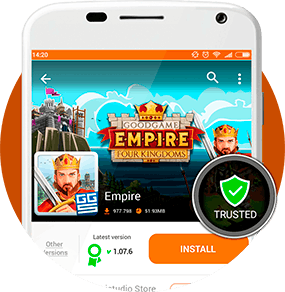 14:20
GOODGAME
EMPIRE
FOUR KINGDOMS
GG
Empire
977.798 51.93MB
TRUSTED
Other
Versions
Latest version
v 1.07.6
INSTALL
studio Store